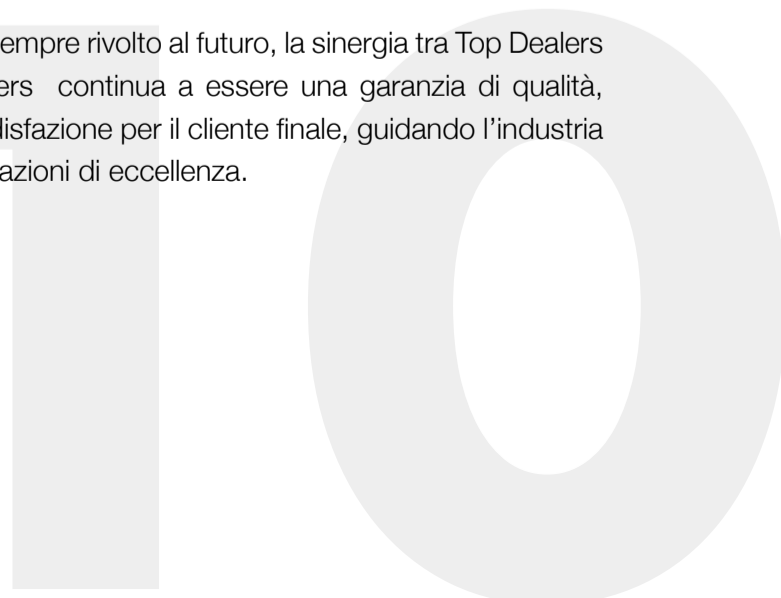 empre rivolto al futuro, la sinergia tra Top Dealers
ers continua a essere una garanzia di qualità,
disfazione per il cliente finale, guidando l’industria
azioni di eccellenza.
10